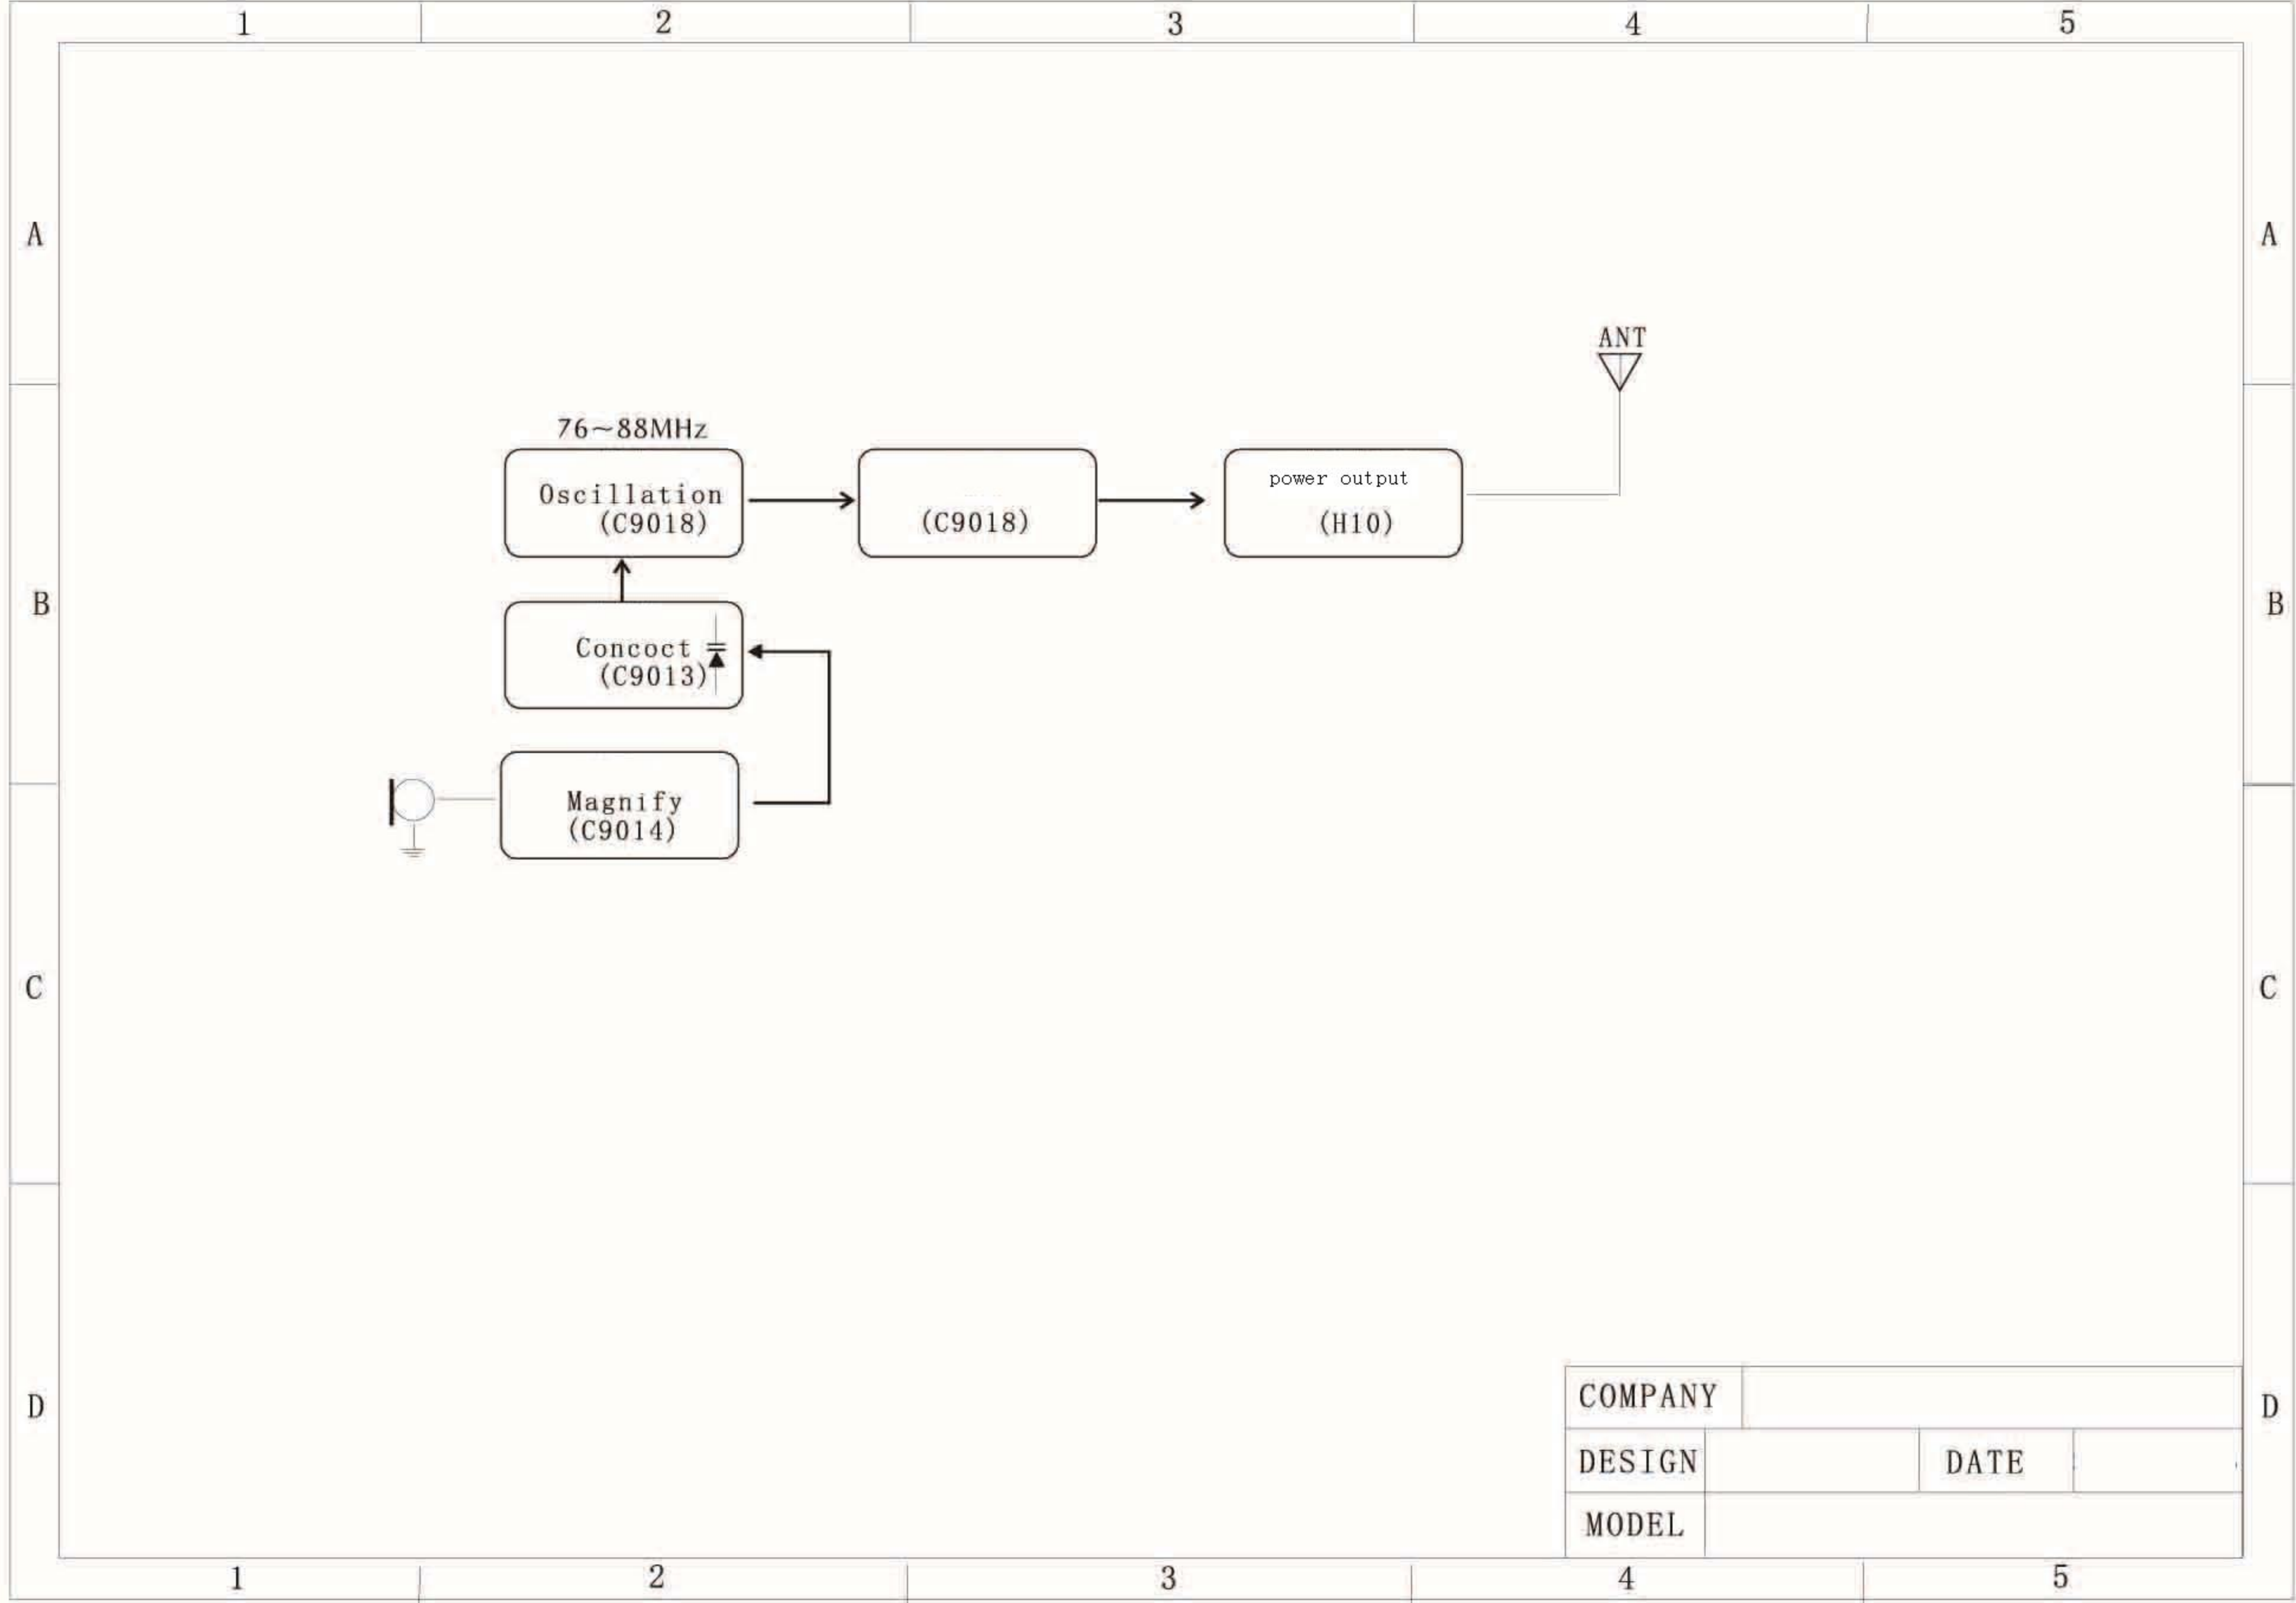 1 2 3 4 5
A A
ANT
76~88MHz
Oscillation
(C9018)
(C9018)
power output
(H10)
B B
Concoct
(C9013)
Magnify
(C9014)
C C
D D
COMPANY
DESIGN DATE
MODEL
1 2 3 4 5